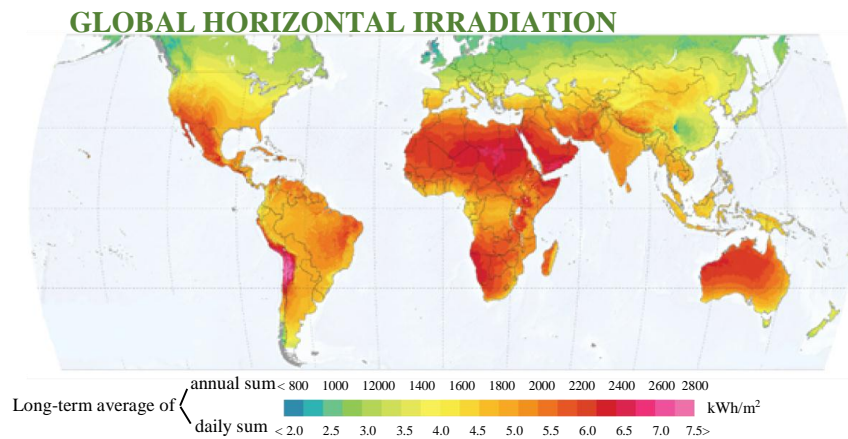 GLOBAL HORIZONTAL IRRADIATION
Long-term average of
annual sum < 800 1000 12000 1400 1600 1800 2000 2200 2400 2600 2800
kWh/m²
daily sum < 2.0 2.5 3.0 3.5 4.0 4.5 5.0 5.5 6.0 6.5 7.0 7.5>